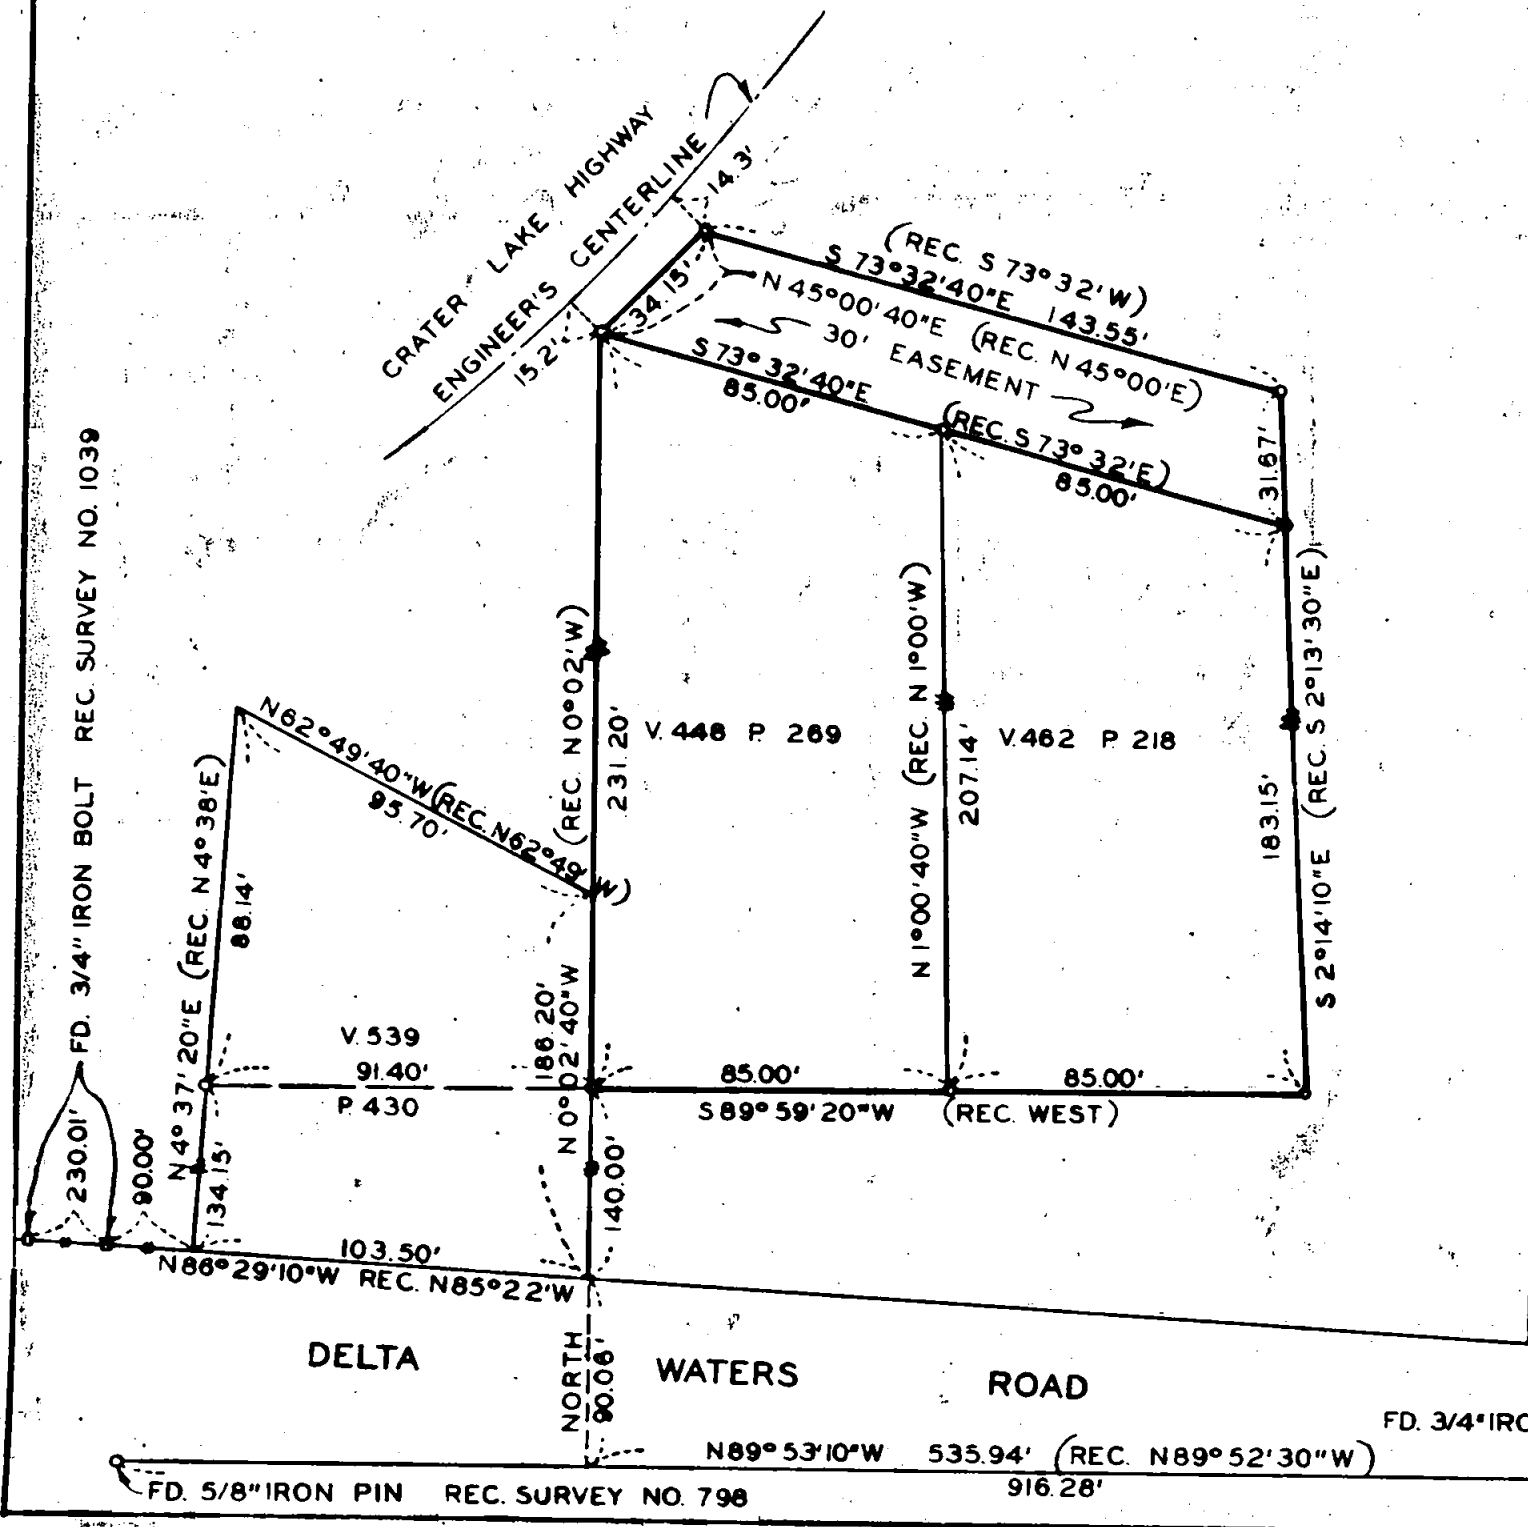 CRATER LAKE HIGHWAY
ENGINEER'S CENTERLINE
14.3'
15.2'
34.15'
(REC. S 73°32'W)
S 73°32'40"E 143.55'
N 45°00'40"E (REC. N 45°00'E)
30' EASEMENT
S 73°32'40"E (REC. S 73°32'E)
85.00'
85.00'
31.67'
FD. 3/4" IRON BOLT REC. SURVEY NO. 1039
230.01'
90.00'
N 4°37'20"E (REC. N 4°38'E)
88.14'
134.15'
N62°49'40"W (REC. N62°49'W)
95.70'
N 0°02'40"W (REC. N 0°02'W)
231.20'
186.20'
140.00'
V. 448 P. 269
N 1°00'40"W (REC. N 1°00'W)
207.14'
V. 462 P. 218
183.15'
S 2°14'10"E (REC. S 2°13'30"E)
V. 539
91.40'
P. 430
85.00'
85.00'
S 89°59'20"W (REC. WEST)
103.50'
N86°29'10"W REC. N85°22'W
DELTA WATERS ROAD
NORTH
90.08'
FD. 3/4" IRO
N89°53'10"W 535.94' (REC. N89°52'30"W)
916.28'
FD. 5/8" IRON PIN REC. SURVEY NO. 798